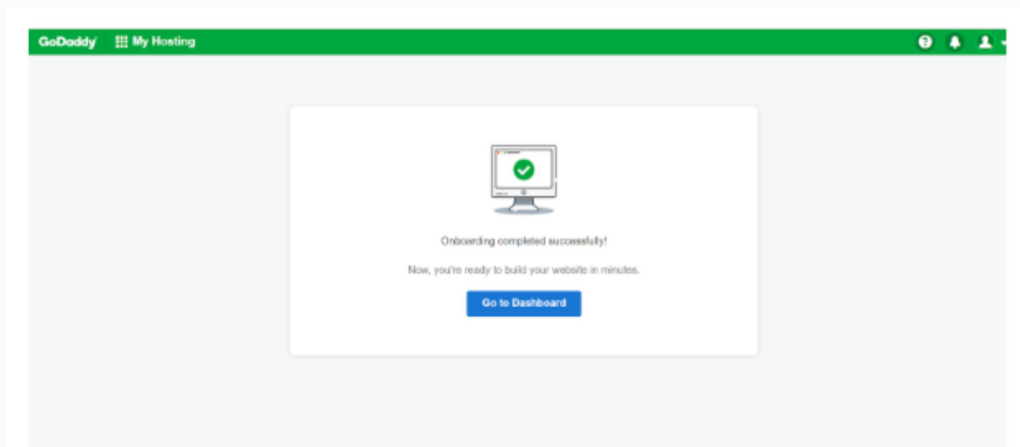 GoDaddy My Hosting
Onboarding completed successfully!
Now, you're ready to build your website in minutes.
Go to Dashboard